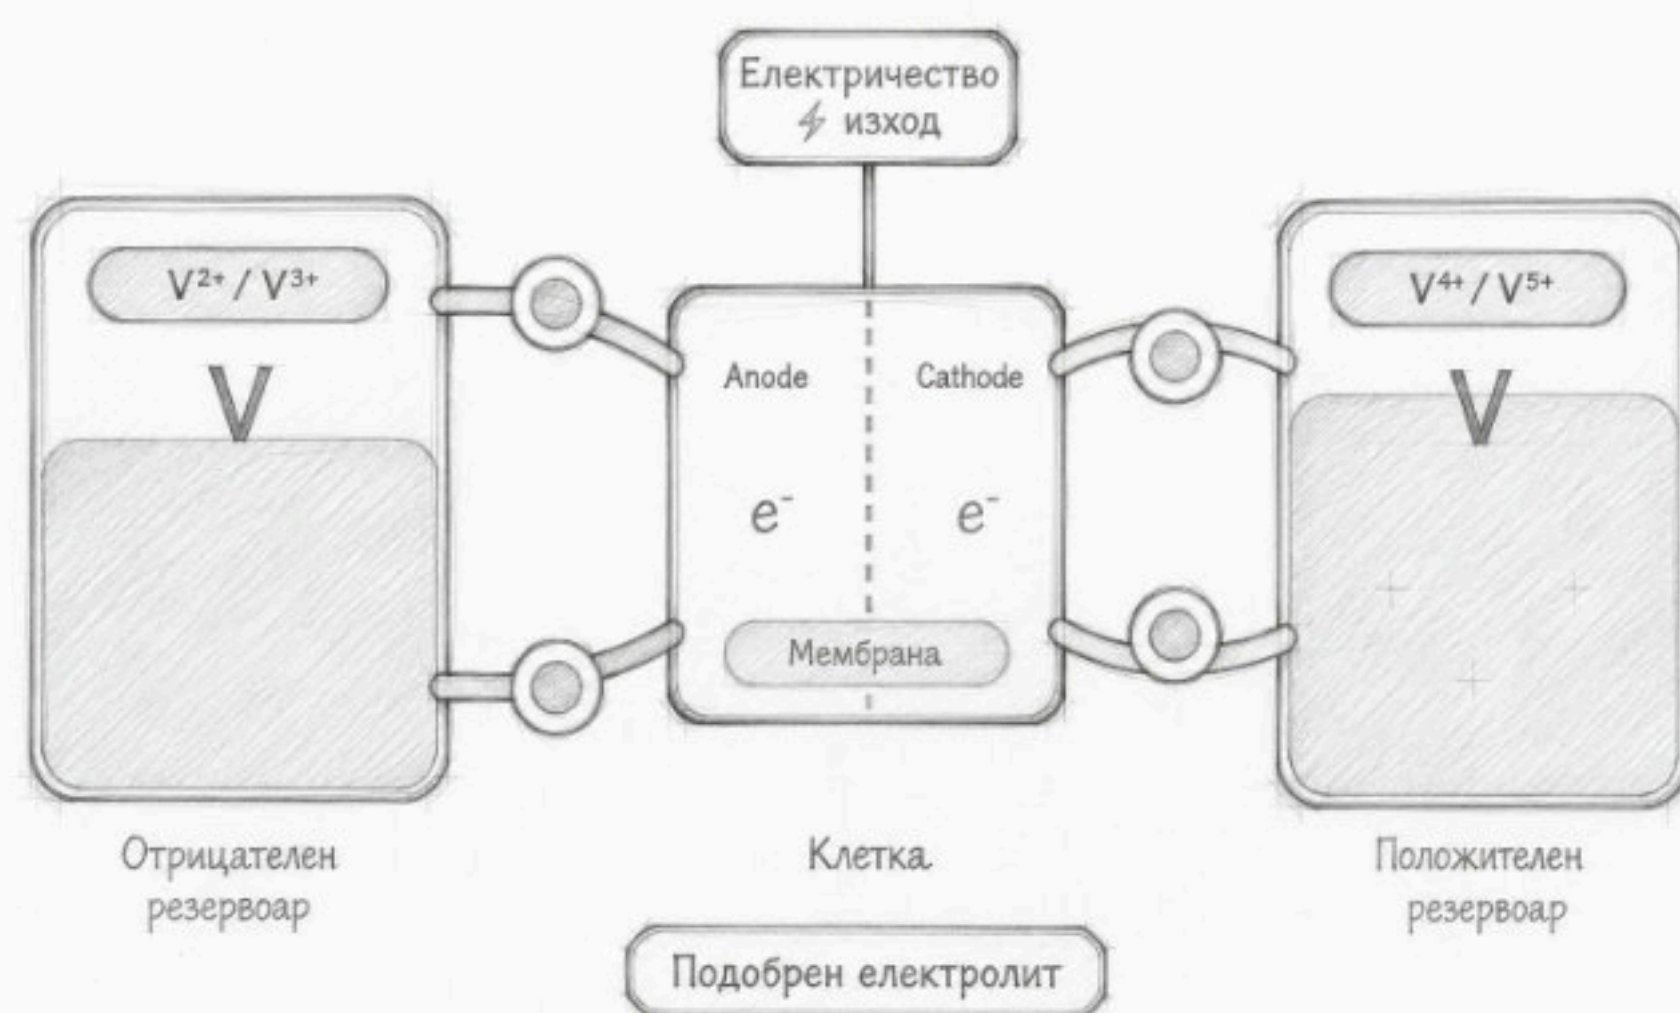 Електричество
изход
V²⁺ / V³⁺
V⁴⁺ / V⁵⁺
V
V
Anode
Cathode
e⁻
e⁻
Мембрана
Отрицателен
резервоар
Клетка
Положителен
резервоар
Подобрен електролит